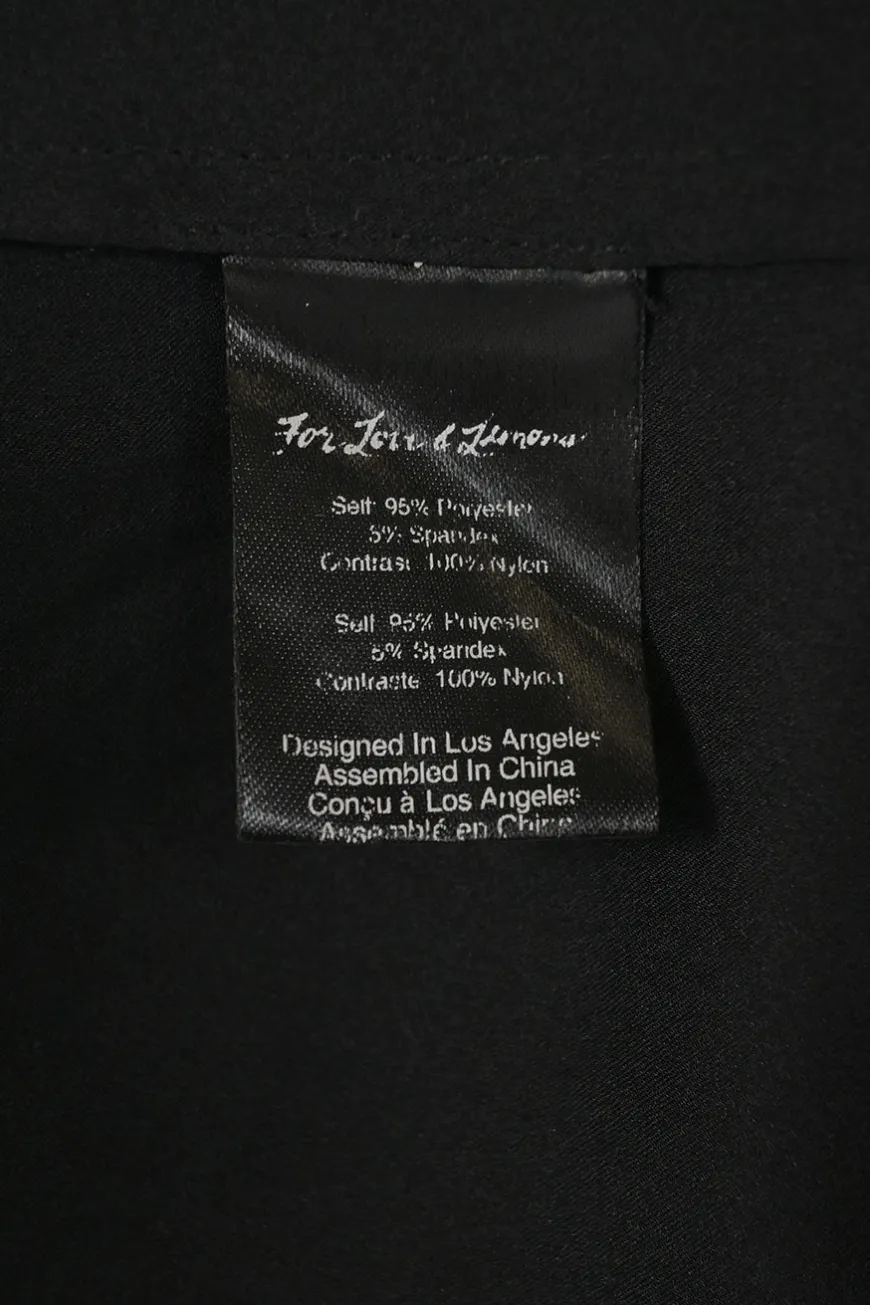 For Love & Lemons
Self 95% Polyester
5% Spandex
Contrast 100% Nylon
Self 95% Polyester
5% Spandex
Contraste 100% Nylon
Designed In Los Angeles
Assembled In China
Conçu à Los Angeles
Assemblé en Chine